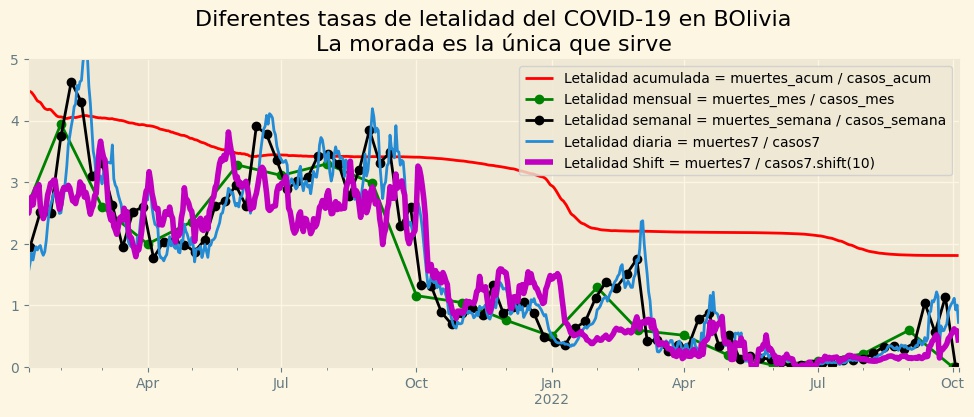 Diferentes tasas de letalidad del COVID-19 en BOlivia
La morada es la única que sirve
5
4
3
2
1
0
Letalidad acumulada = muertes_acum / casos_acum
Letalidad mensual = muertes_mes / casos_mes
Letalidad semanal = muertes_semana / casos_semana
Letalidad diaria = muertes7 / casos7
Letalidad Shift = muertes7 / casos7.shift(10)
Apr Jul Oct Jan Apr Jul Oct
2022